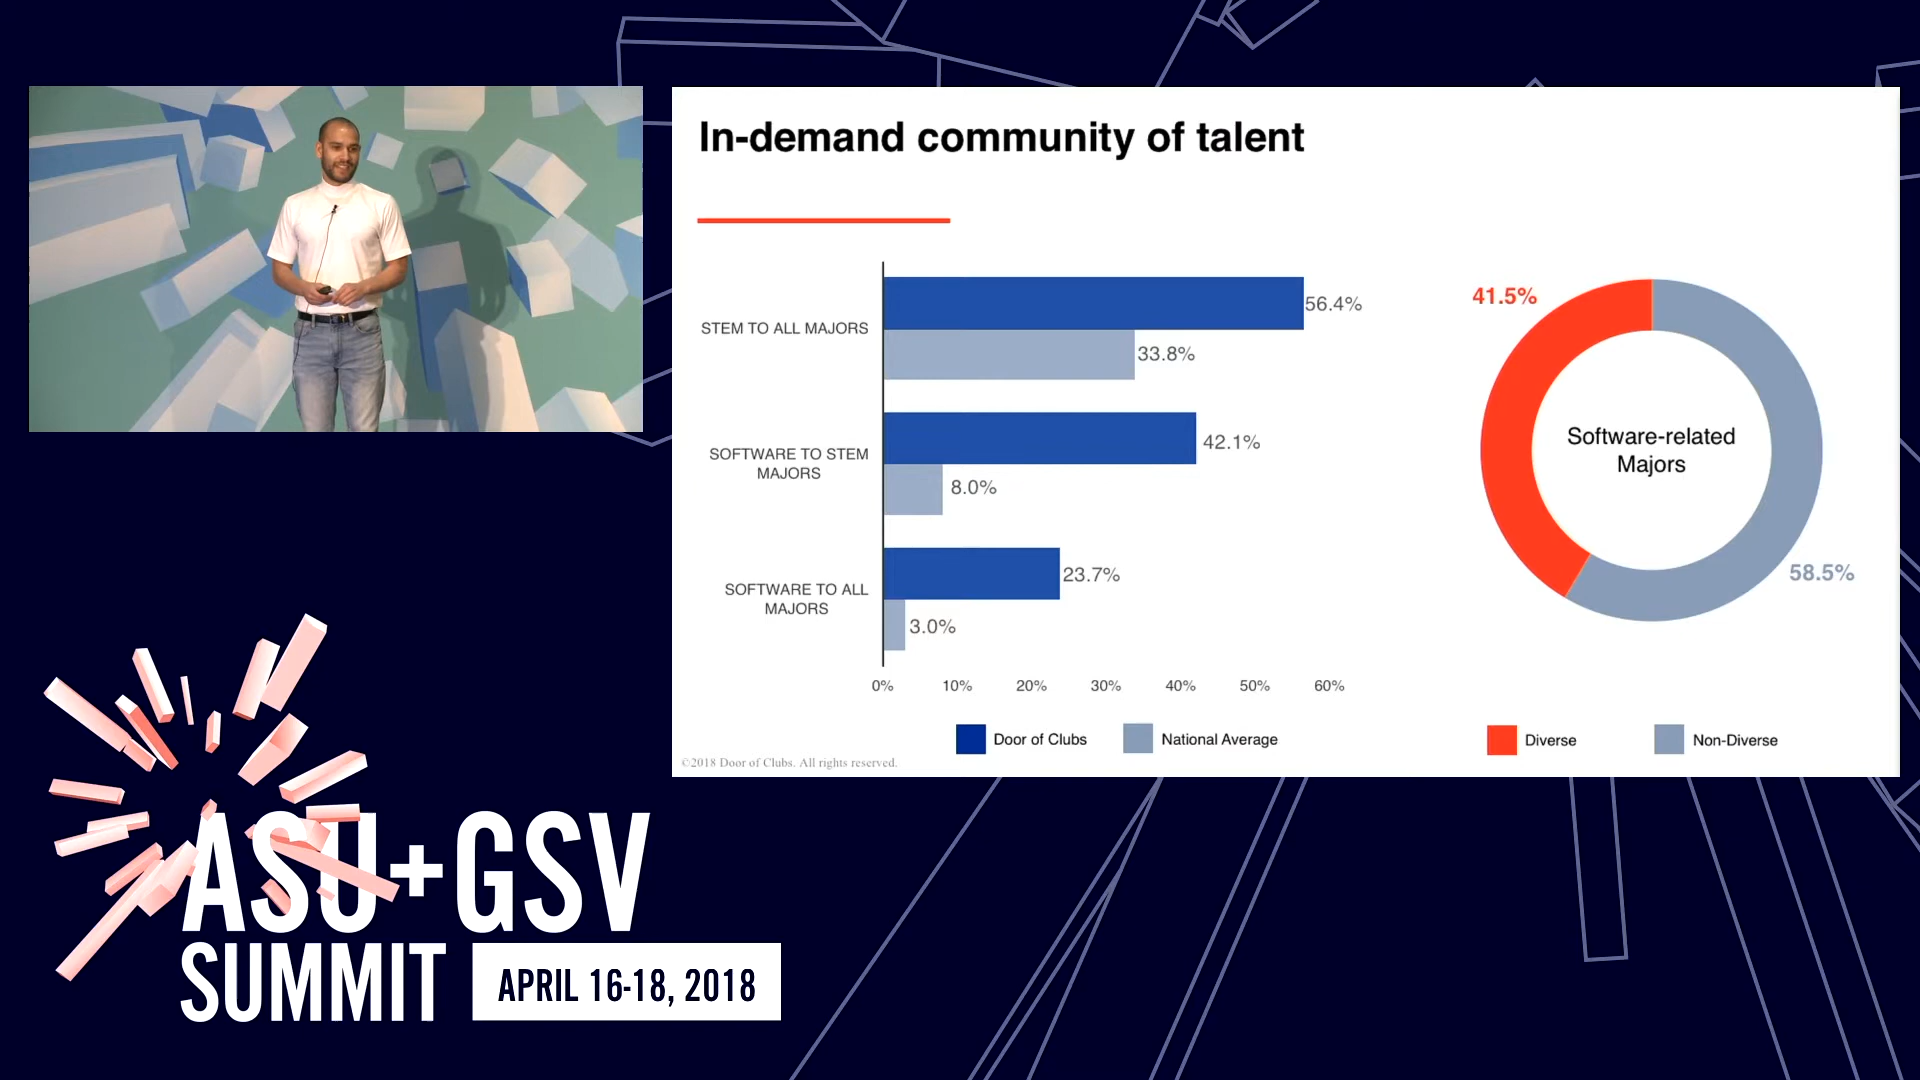 In-demand community of talent
STEM TO ALL MAJORS
56.4%
33.8%
SOFTWARE TO STEM
MAJORS
42.1%
8.0%
SOFTWARE TO ALL
MAJORS
23.7%
3.0%
0% 10% 20% 30% 40% 50% 60%
Door of Clubs National Average
41.5%
Software-related
Majors
58.5%
Diverse Non-Diverse
©2018 Door of Clubs. All rights reserved.
ASU+GSV
SUMMIT
APRIL 16-18, 2018